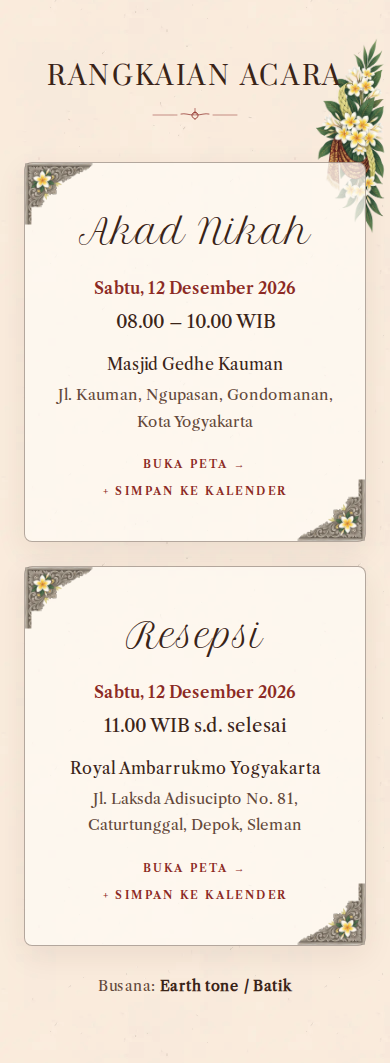 RANGKAIAN ACARA
Akad Nikah
Sabtu, 12 Desember 2026
08.00 – 10.00 WIB
Masjid Gedhe Kauman
Jl. Kauman, Ngupasan, Gondomanan,
Kota Yogyakarta
BUKA PETA →
+ SIMPAN KE KALENDER
Resepsi
Sabtu, 12 Desember 2026
11.00 WIB s.d. selesai
Royal Ambarrukmo Yogyakarta
Jl. Laksda Adisucipto No. 81,
Caturtunggal, Depok, Sleman
BUKA PETA →
+ SIMPAN KE KALENDER
Busana: Earth tone / Batik